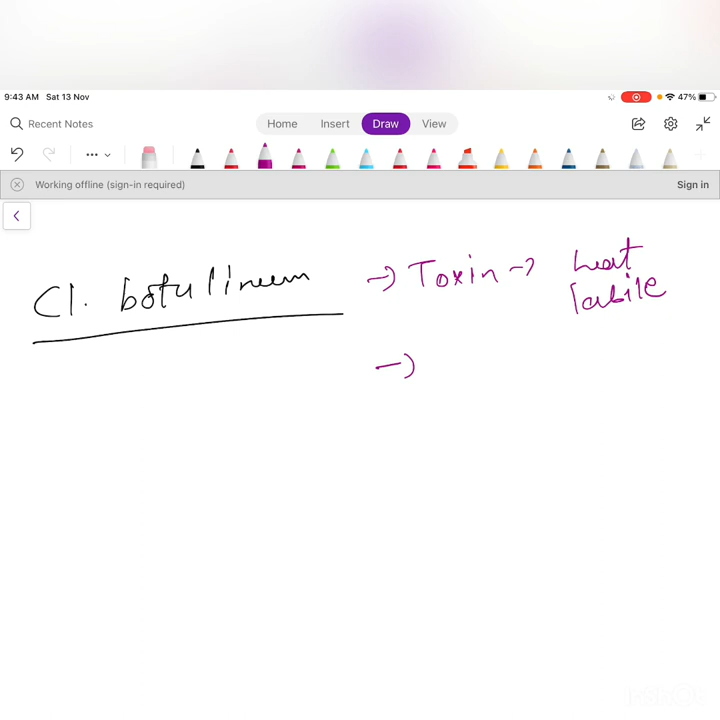 9:43 AM Sat 13 Nov 47%
Recent Notes Home Insert Draw View
Working offline (sign-in required) Sign in
Cl. botulineum → Toxin → heat
labile
→